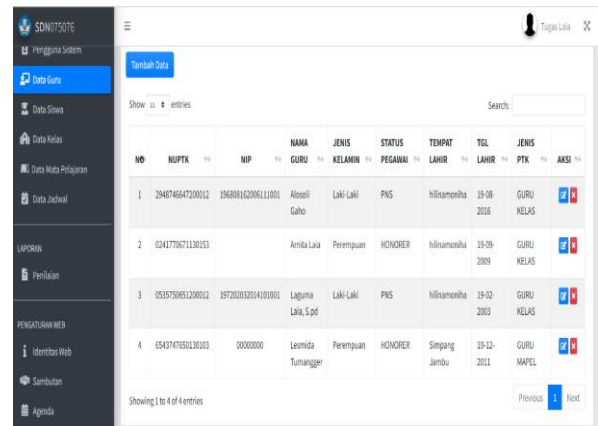 SDN075076
Tugas Laia
Pengguna Sistem
Data Guru
Data Siswa
Data Kelas
Data Mata Pelajaran
Data Jadwal
LAPORAN
Penilaian
PENGATURAN WEB
Identitas Web
Sambutan
Agenda
Tambah Data
Show 10 entries
Search:
NO NUPTK NIP NAMA GURU JENIS KELAMIN STATUS PEGAWAI TEMPAT LAHIR TGL LAHIR JENIS PTK AKSI
1 2948746647200012 196808162006111001 Alosoli Gaho Laki-Laki PNS hilinamoniha 19-08-2016 GURU KELAS
2 0241770671130153 Arnita Laia Perempuan HONORER hilinamoniha 19-09-2009 GURU KELAS
3 0535750651200012 197202032014101001 Laguma Laia, S.pd Laki-Laki PNS hilinamoniha 19-02-2003 GURU KELAS
4 6543747650130103 00000000 Lesmida Tumangger Perempuan HONORER Simpang Jambu 19-12-2011 GURU MAPEL
Showing 1 to 4 of 4 entries
Previous 1 Next